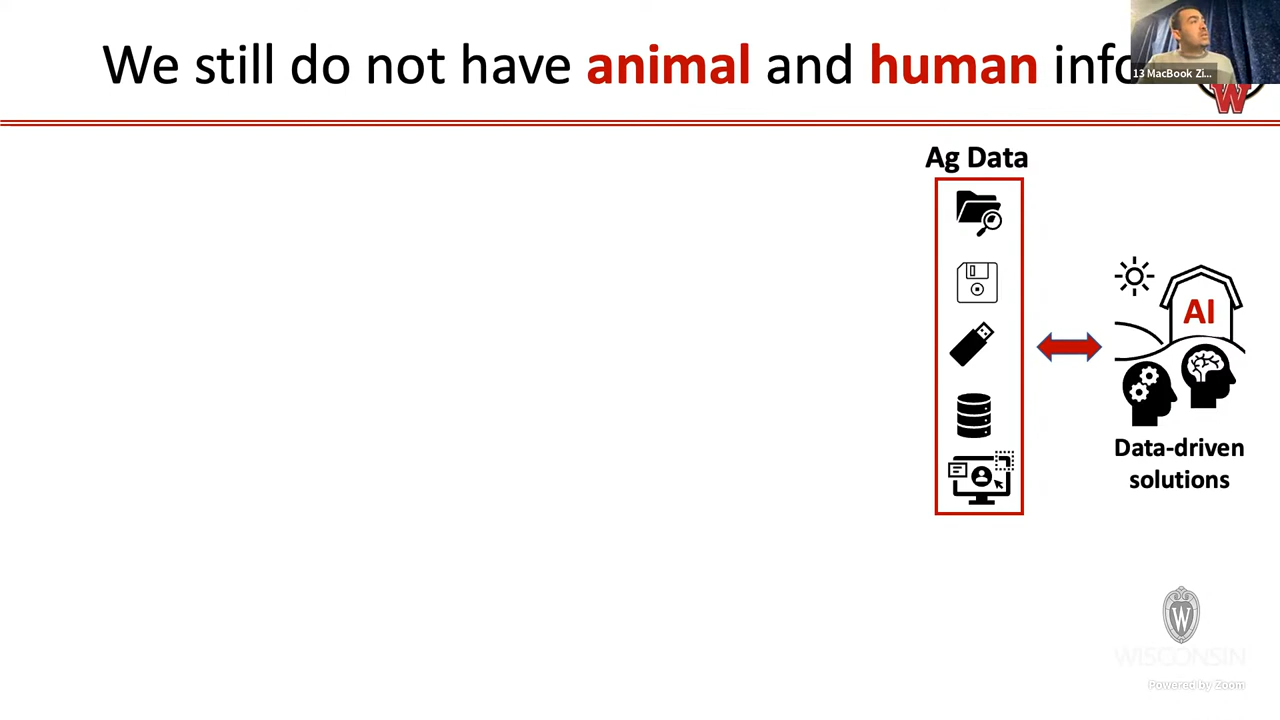 We still do not have animal and human info
13 MacBook Zi...
W
Ag Data
AI
Data-driven
solutions
W
WISCONSIN
Powered by Zoom